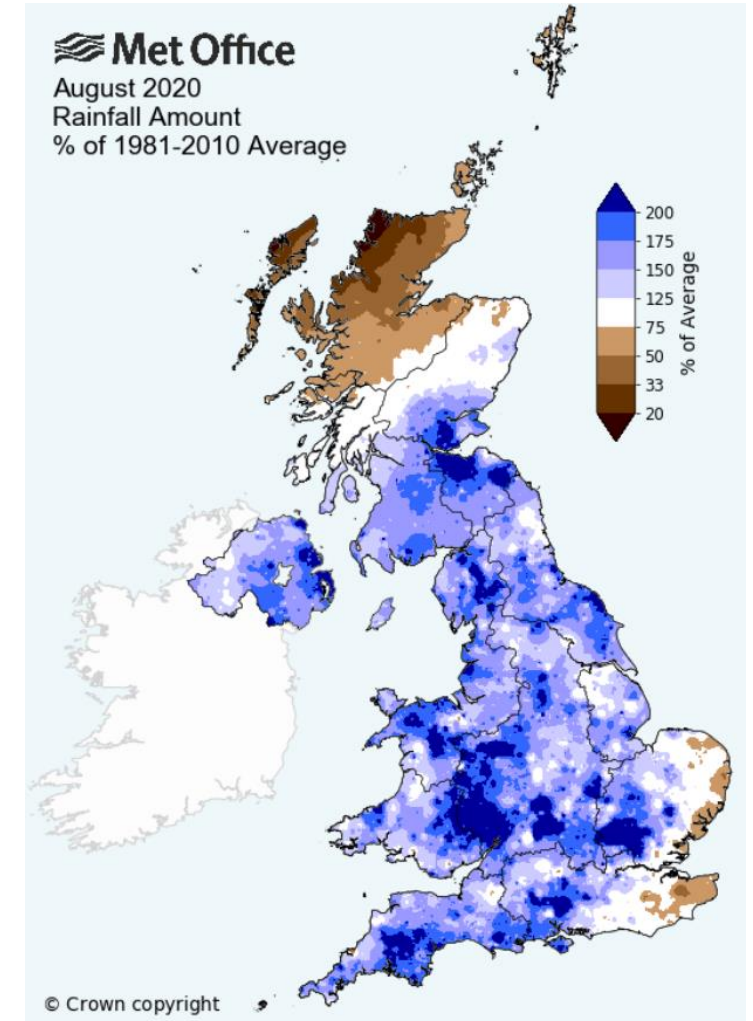 Met Office
August 2020
Rainfall Amount
% of 1981-2010 Average
200
175
150
125
75
50
33
20
% of Average
© Crown copyright